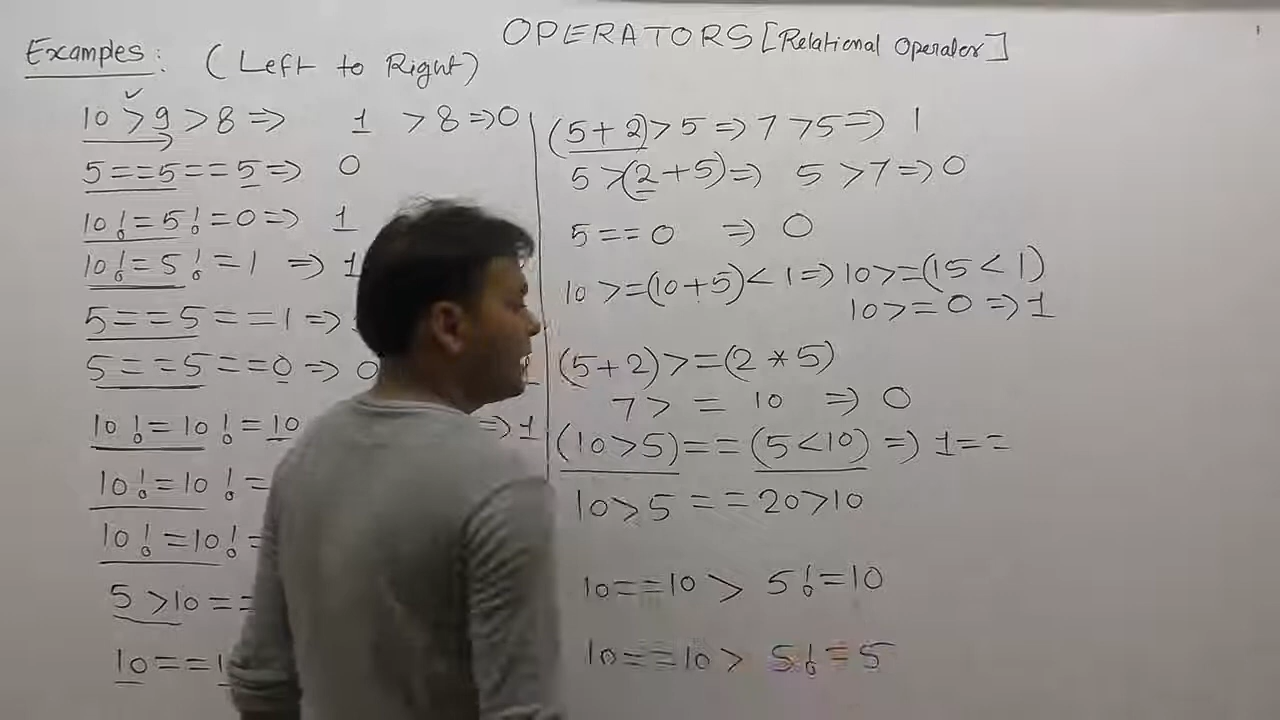 OPERATORS [Relational Operator]
Examples: (Left to Right)
10 > 9 > 8 => 1 > 8 => 0
5==5==5=> 0
10!=5!=0=> 1
10!=5!=1 => 1
5==5==1=>
5==5==0=> 0
10!=10!=10 => 1
10!=10!=
10!=10!=
5 >10==
10==1
(5+2)>5=> 7 >5=> 1
5 >(2+5)=> 5 >7=> 0
5==0 => 0
10 >=(10+5)<1=> 10>=(15<1)
10>=0 => 1
(5+2)>=(2*5)
7 >= 10 => 0
(10>5)==(5<10) => 1==
10>5==20>10
10==10 > 5!=10
10==10 > 5!=5